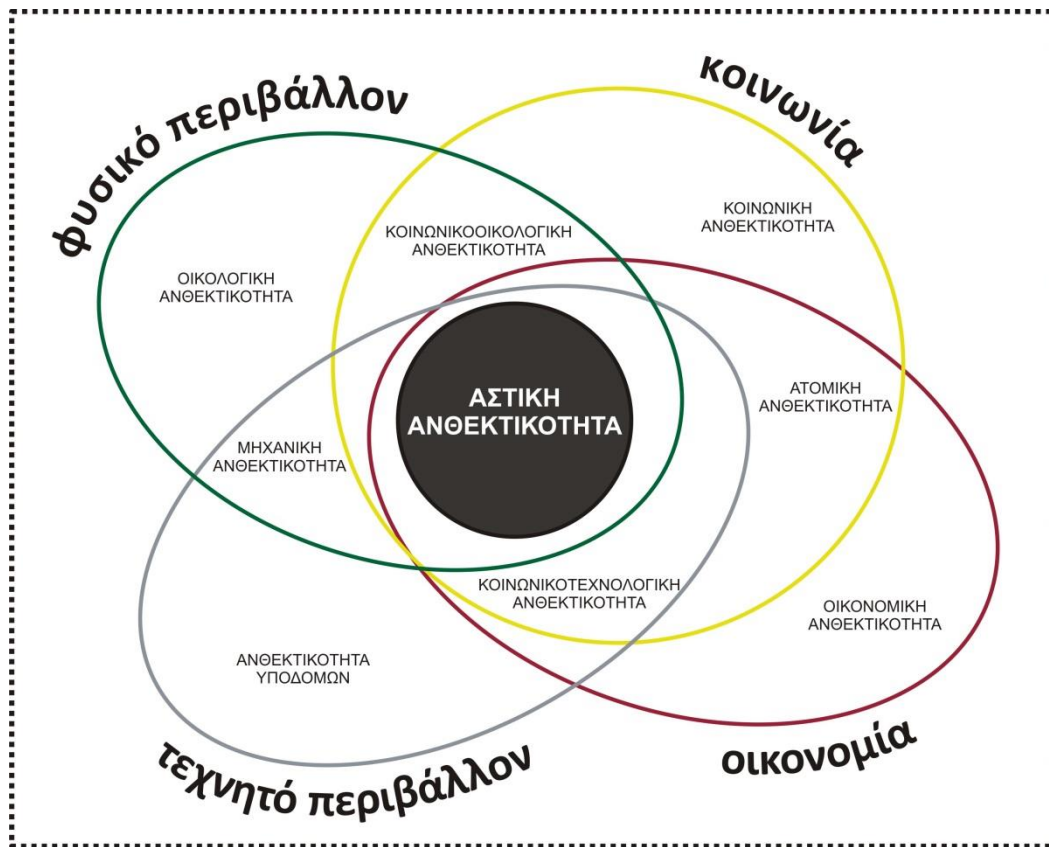 φυσικό περιβάλλον
κοινωνία
ΚΟΙΝΩΝΙΚΗ
ΑΝΘΕΚΤΙΚΟΤΗΤΑ
ΚΟΙΝΩΝΙΚΟΟΙΚΟΛΟΓΙΚΗ
ΑΝΘΕΚΤΙΚΟΤΗΤΑ
ΟΙΚΟΛΟΓΙΚΗ
ΑΝΘΕΚΤΙΚΟΤΗΤΑ
ΑΣΤΙΚΗ
ΑΝΘΕΚΤΙΚΟΤΗΤΑ
ΑΤΟΜΙΚΗ
ΑΝΘΕΚΤΙΚΟΤΗΤΑ
ΜΗΧΑΝΙΚΗ
ΑΝΘΕΚΤΙΚΟΤΗΤΑ
ΚΟΙΝΩΝΙΚΟΤΕΧΝΟΛΟΓΙΚΗ
ΑΝΘΕΚΤΙΚΟΤΗΤΑ
ΟΙΚΟΝΟΜΙΚΗ
ΑΝΘΕΚΤΙΚΟΤΗΤΑ
ΑΝΘΕΚΤΙΚΟΤΗΤΑ
ΥΠΟΔΟΜΩΝ
τεχνητό περιβάλλον
οικονομία